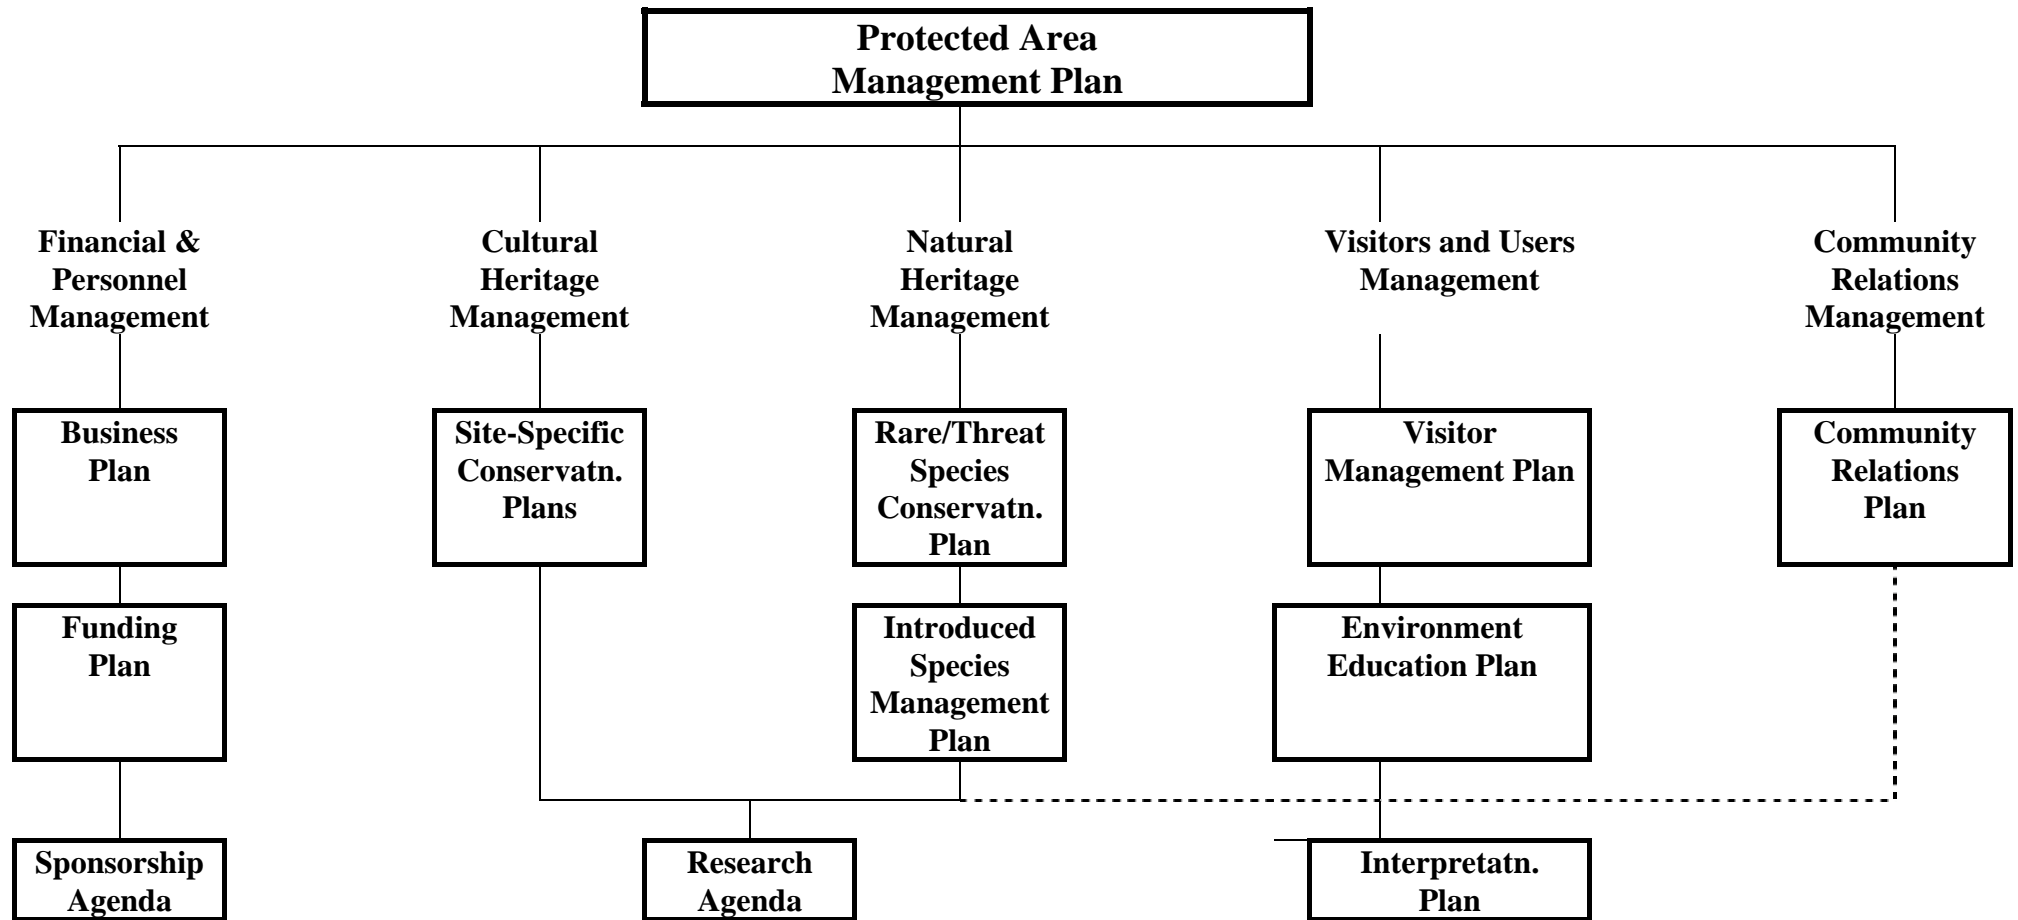 Protected Area
Management Plan
Financial &
Personnel
Management
Cultural
Heritage
Management
Natural
Heritage
Management
Visitors and Users
Management
Community
Relations
Management
Business
Plan
Site-Specific
Conservatn.
Plans
Rare/Threat
Species
Conservatn.
Plan
Visitor
Management Plan
Community
Relations
Plan
Funding
Plan
Introduced
Species
Management
Plan
Environment
Education Plan
Sponsorship
Agenda
Research
Agenda
Interpretatn.
Plan